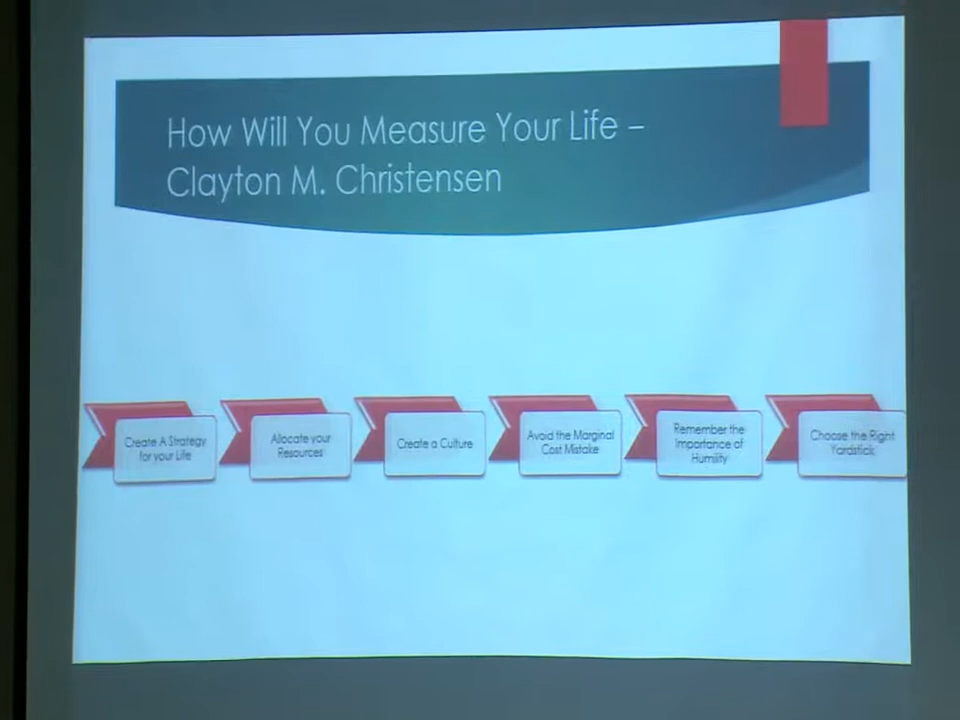 How Will You Measure Your Life –
Clayton M. Christensen
Create A Strategy
for your Life
Allocate your
Resources
Create a Culture
Avoid the Marginal
Cost Mistake
Remember the
Importance of
Humility
Choose the Right
Yardstick